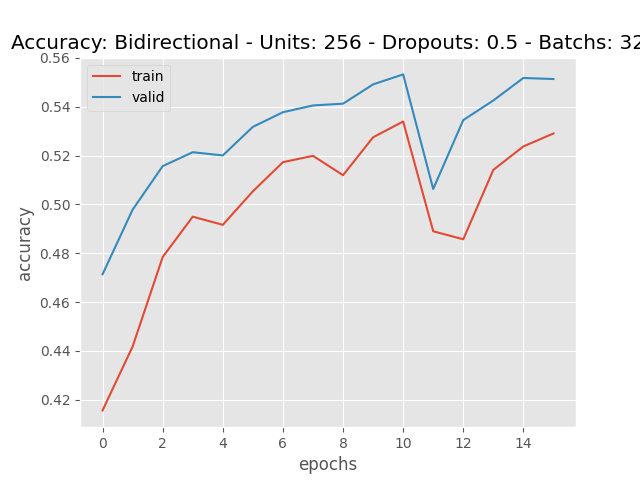 Accuracy: Bidirectional - Units: 256 - Dropouts: 0.5 - Batchs: 32
0.56
train
valid
0.54
0.52
0.50
0.48
0.46
0.44
0.42
accuracy
0 2 4 6 8 10 12 14
epochs